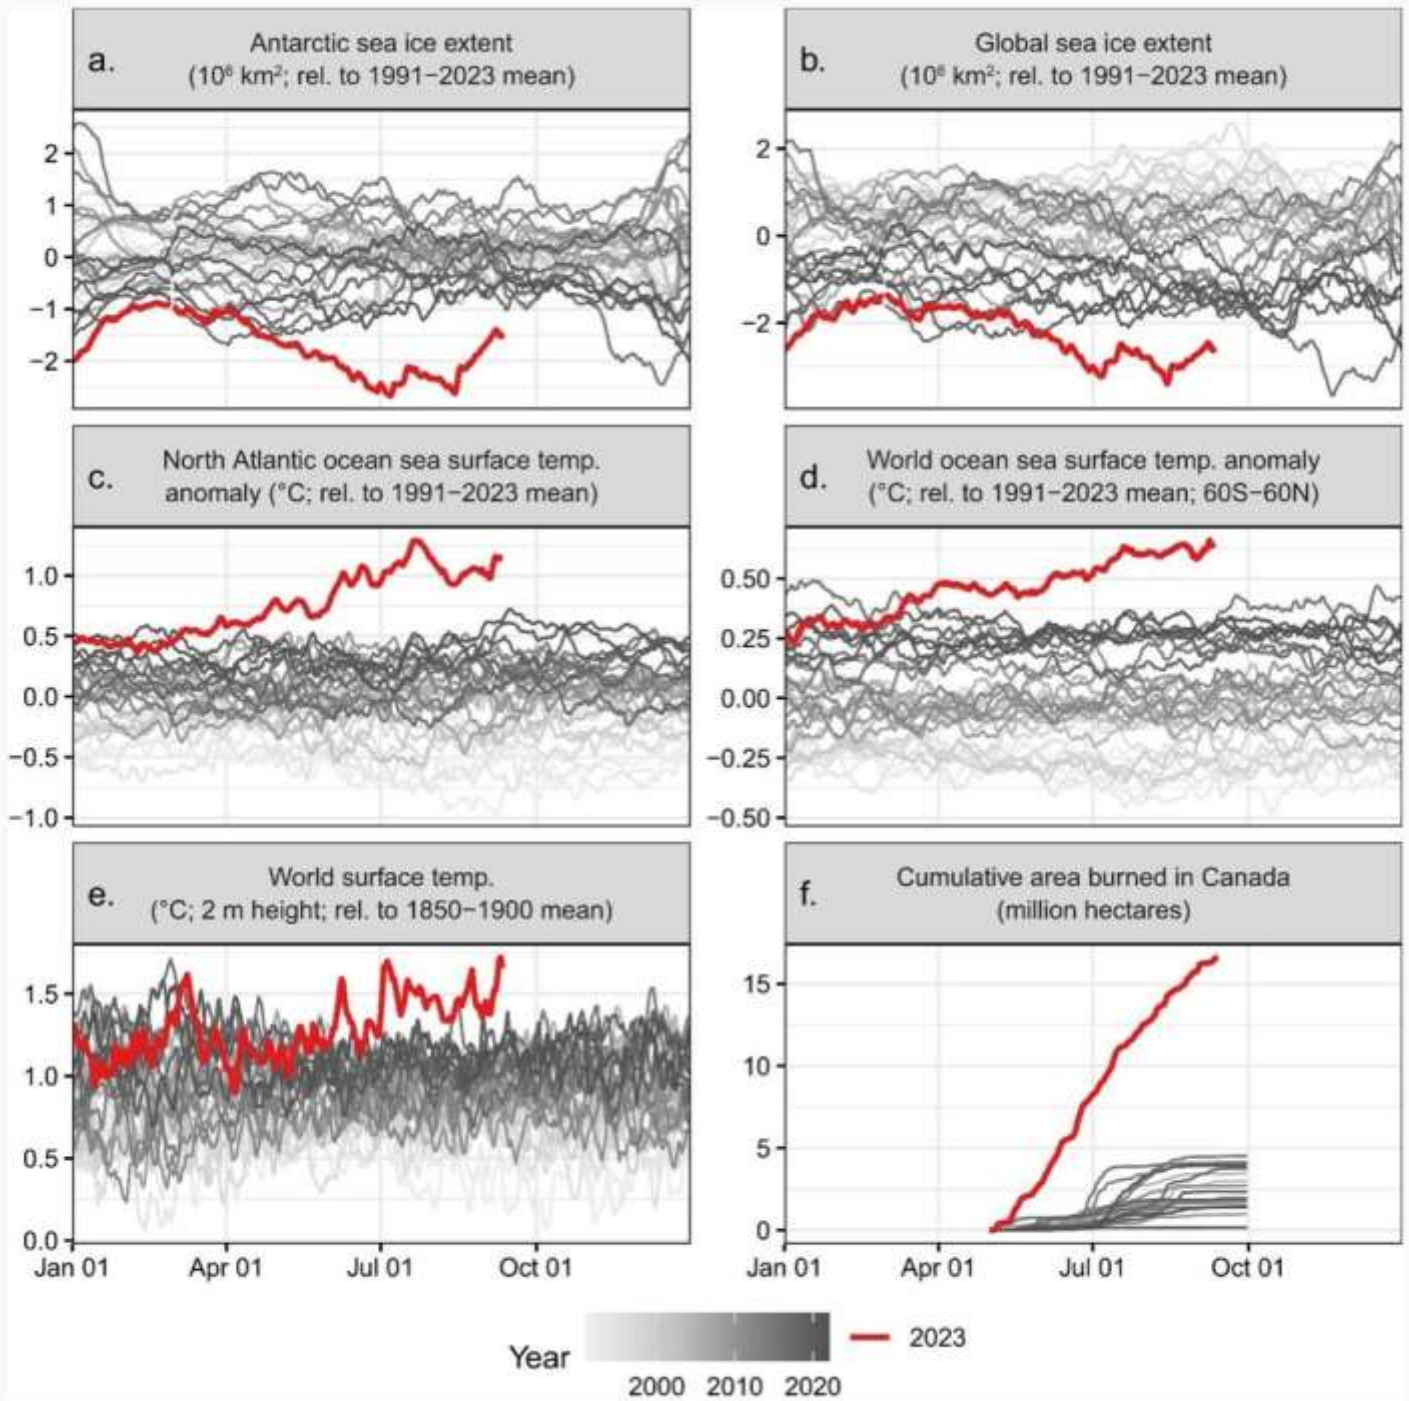 a.
Antarctic sea ice extent
(10⁶ km²; rel. to 1991−2023 mean)
2
1
0
−1
−2
b.
Global sea ice extent
(10⁶ km²; rel. to 1991−2023 mean)
2
0
−2
c.
North Atlantic ocean sea surface temp.
anomaly (°C; rel. to 1991−2023 mean)
1.0
0.5
0.0
−0.5
−1.0
d.
World ocean sea surface temp. anomaly
(°C; rel. to 1991−2023 mean; 60S−60N)
0.50
0.25
0.00
−0.25
−0.50
e.
World surface temp.
(°C; 2 m height; rel. to 1850−1900 mean)
1.5
1.0
0.5
0.0
Jan 01 Apr 01 Jul 01 Oct 01
f.
Cumulative area burned in Canada
(million hectares)
15
10
5
0
Jan 01 Apr 01 Jul 01 Oct 01
Year
2000 2010 2020
2023